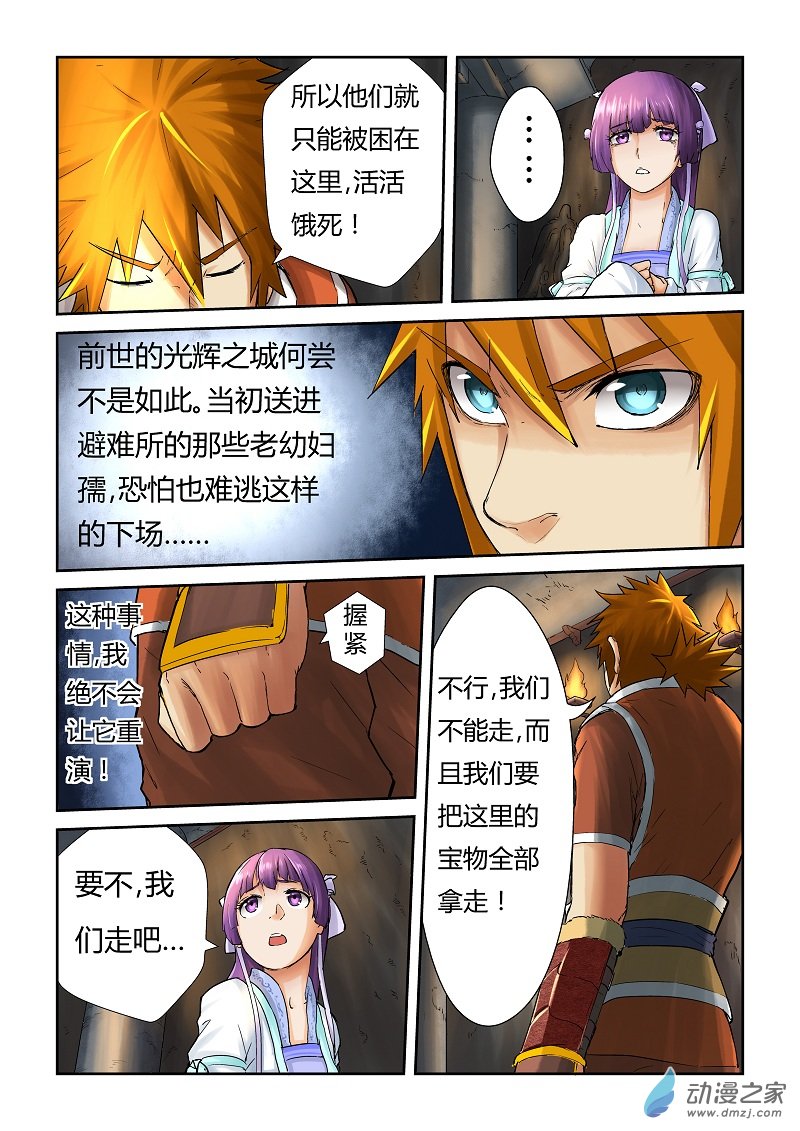 所以他们就
只能被困在
这里，活活
饿死！
……
前世的光辉之城何尝
不是如此。当初送进
避难所的那些老幼妇
孺，恐怕也难逃这样
的下场……
这种事
情，我
绝不会
让它重
演！
握
紧
要不，我
们走吧…
不行，我们
不能走，而
且我们要
把这里的
宝物全部
拿走！
动漫之家
www.dmzj.com